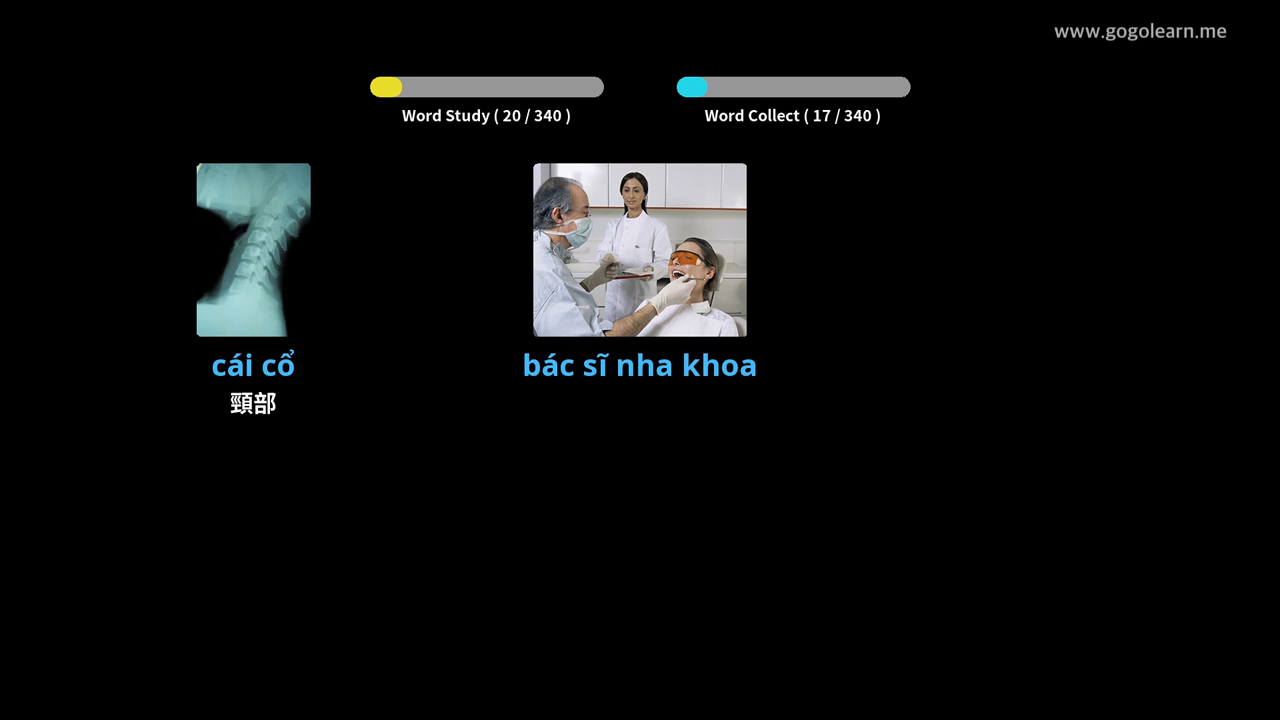 www.gogolearn.me
Word Study ( 20 / 340 )
Word Collect ( 17 / 340 )
cái cổ
頸部
bác sĩ nha khoa